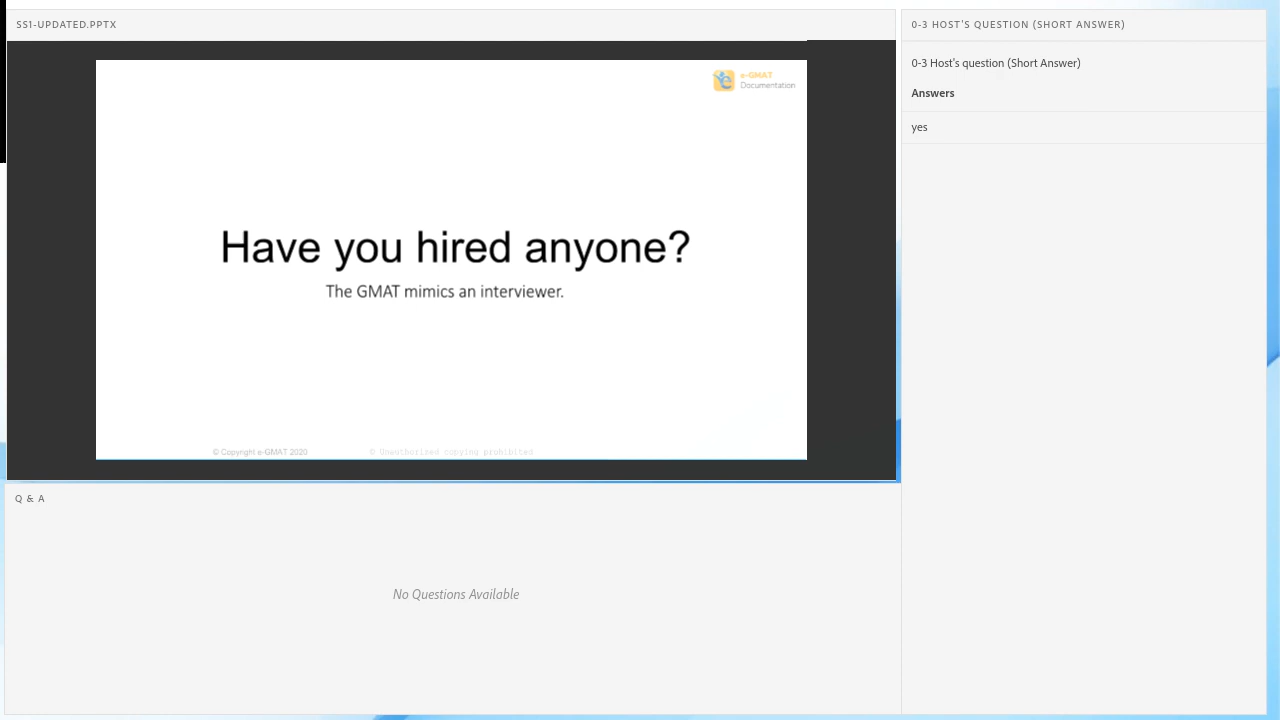 SS1-UPDATED.PPTX
e-GMAT
Documentation
Have you hired anyone?
The GMAT mimics an interviewer.
© Copyright e-GMAT 2020
© Unauthorized copying prohibited
Q & A
No Questions Available
0-3 HOST'S QUESTION (SHORT ANSWER)
0-3 Host's question (Short Answer)
Answers
yes